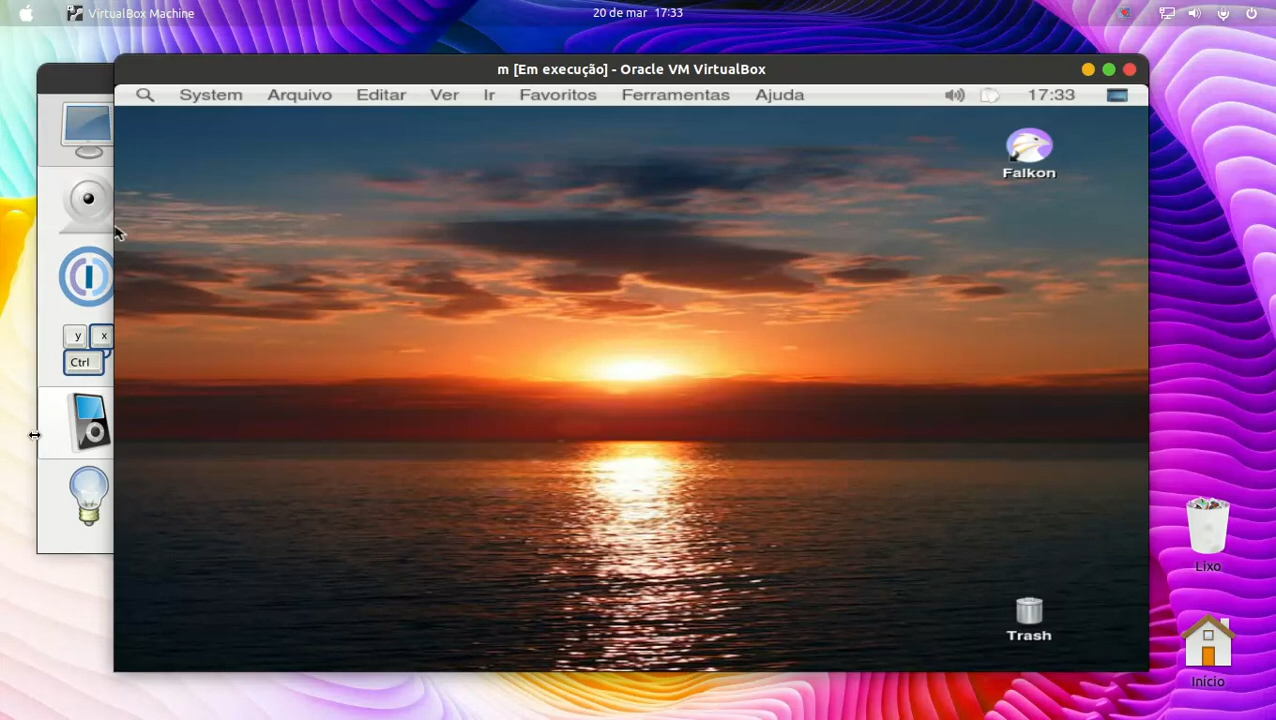 VirtualBox Machine
20 de mar 17:33
m [Em execução] - Oracle VM VirtualBox
System Arquivo Editar Ver Ir Favoritos Ferramentas Ajuda 17:33
Falkon
y x
Ctrl
Lixo
Trash
Início